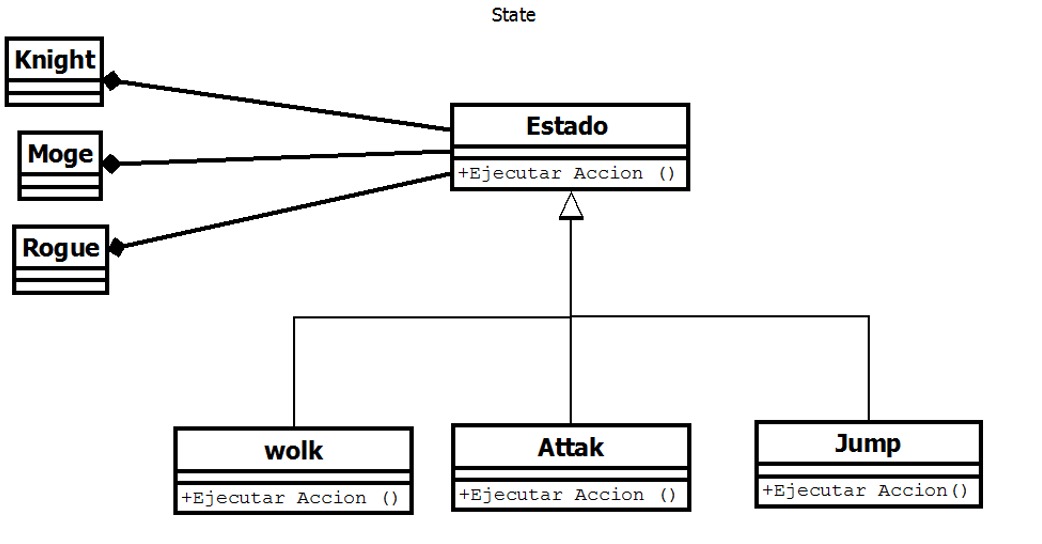 State
Knight
Moge
Rogue
Estado
+Ejecutar Accion ()
wolk
+Ejecutar Accion ()
Attak
+Ejecutar Accion ()
Jump
+Ejecutar Accion()